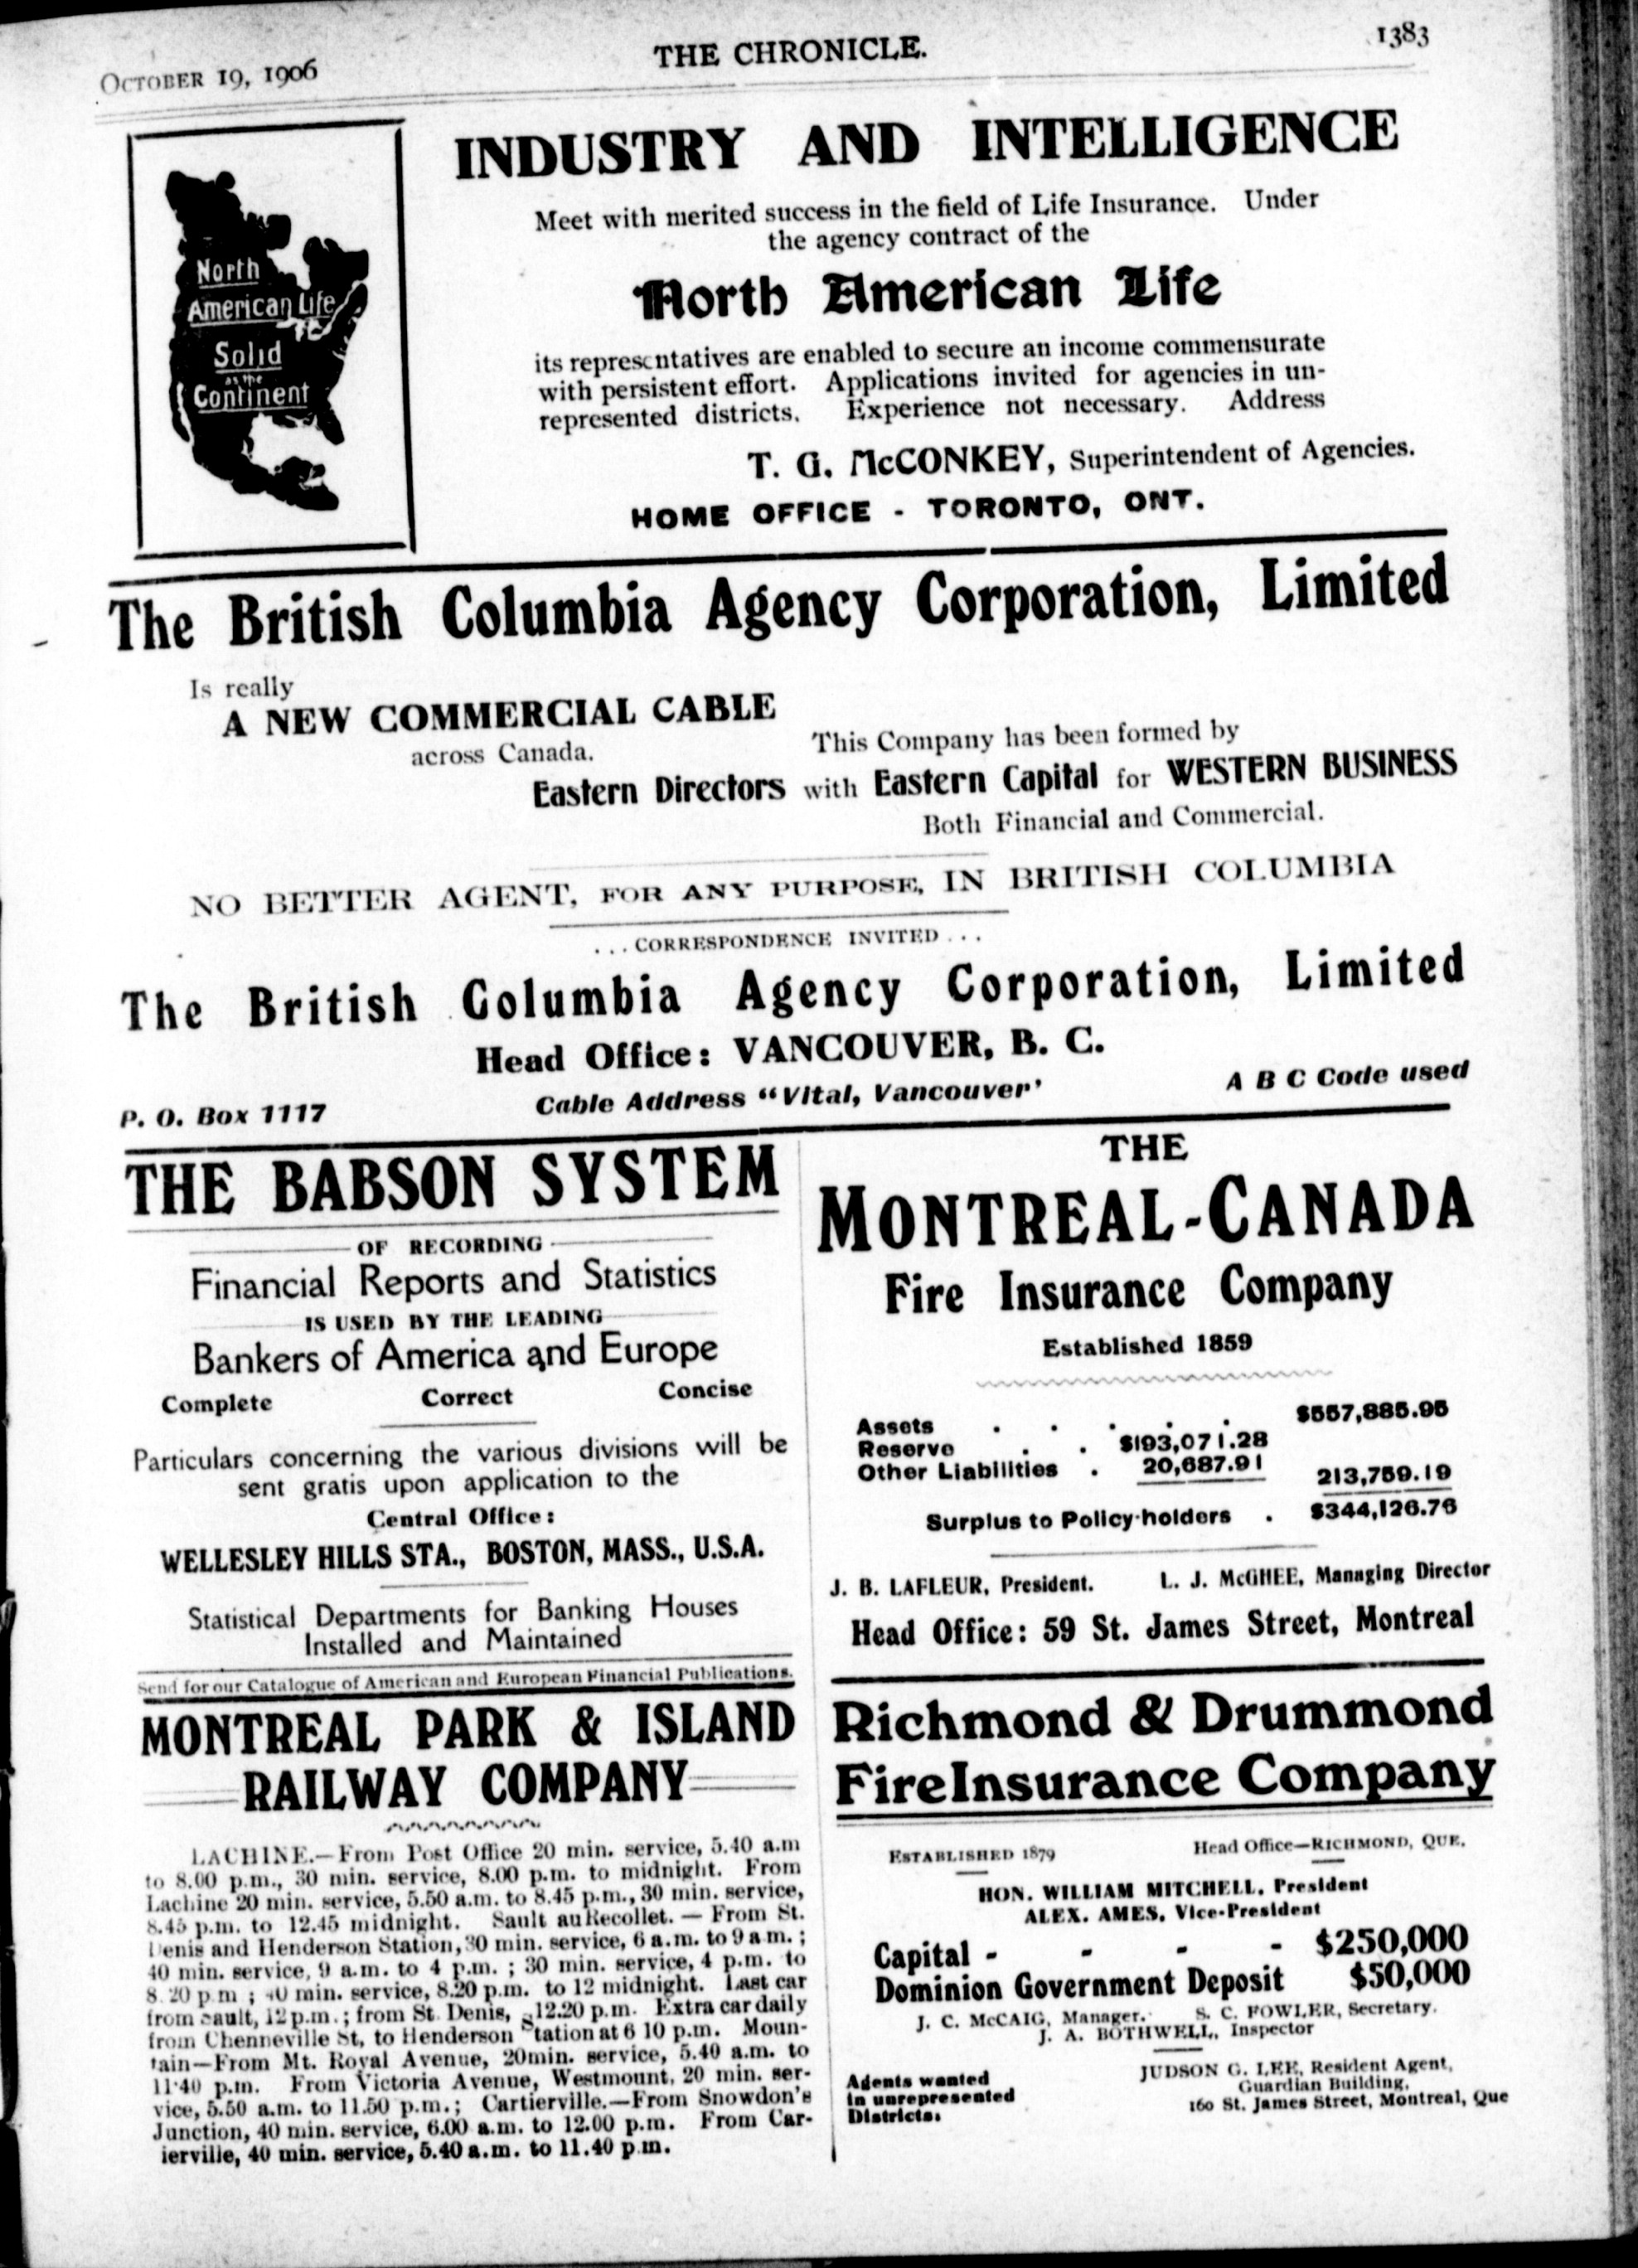 OCTOBER 19, 1906
THE CHRONICLE.
1383
North
American Life
Solid
as the
Continent
INDUSTRY AND INTELLIGENCE
Meet with merited success in the field of Life Insurance. Under
the agency contract of the
North American Life
its representatives are enabled to secure an income commensurate
with persistent effort. Applications invited for agencies in un-
represented districts. Experience not necessary. Address
T. G. McCONKEY, Superintendent of Agencies.
HOME OFFICE - TORONTO, ONT.
The British Columbia Agency Corporation, Limited
Is really
A NEW COMMERCIAL CABLE
across Canada.
This Company has been formed by
Eastern Directors with Eastern Capital for WESTERN BUSINESS
Both Financial and Commercial.
NO BETTER AGENT, FOR ANY PURPOSE, IN BRITISH COLUMBIA
... CORRESPONDENCE INVITED ...
The British Columbia Agency Corporation, Limited
Head Office: VANCOUVER, B. C.
P. O. Box 1117
Cable Address "Vital, Vancouver'
A B C Code used
THE BABSON SYSTEM
OF RECORDING
Financial Reports and Statistics
IS USED BY THE LEADING
Bankers of America and Europe
Complete Correct Concise
Particulars concerning the various divisions will be
sent gratis upon application to the
Central Office:
WELLESLEY HILLS STA., BOSTON, MASS., U.S.A.
Statistical Departments for Banking Houses
Installed and Maintained
Send for our Catalogue of American and European Financial Publications.
MONTREAL PARK & ISLAND
RAILWAY COMPANY
LACHINE.—From Post Office 20 min. service, 5.40 a.m
to 8.00 p.m., 30 min. service, 8.00 p.m. to midnight. From
Lachine 20 min. service, 5.50 a.m. to 8.45 p.m., 30 min. service,
8.45 p.m. to 12.45 midnight. Sault au Recollet. — From St.
Denis and Henderson Station, 30 min. service, 6 a.m. to 9 a m. ;
40 min. service, 9 a.m. to 4 p.m. ; 30 min. service, 4 p.m. to
8.20 p m ; 40 min. service, 8.20 p.m. to 12 midnight. Last car
from Sault, 12 p.m. ; from St. Denis, 12.20 p.m. Extra car daily
from Chenneville St, to Henderson Station at 6 10 p.m. Moun-
tain—From Mt. Royal Avenue, 20min. service, 5.40 a.m. to
11·40 p.m. From Victoria Avenue, Westmount, 20 min. ser-
vice, 5.50 a.m. to 11.50 p.m.; Cartierville.—From Snowdon's
Junction, 40 min. service, 6.00 a.m. to 12.00 p.m. From Car-
ierville, 40 min. service, 5.40 a.m. to 11.40 p.m.
THE
MONTREAL-CANADA
Fire Insurance Company
Established 1859
Assets . . . . . $557,885.95
Reserve . . $193,071.28
Other Liabilities . 20,687.91 213,759.19
Surplus to Policy-holders . $344,126.76
J. B. LAFLEUR, President. L. J. McGHEE, Managing Director
Head Office: 59 St. James Street, Montreal
Richmond & Drummond
Fire Insurance Company
ESTABLISHED 1879 Head Office—RICHMOND, QUE.
HON. WILLIAM MITCHELL, President
ALEX. AMES, Vice-President
Capital - - - - $250,000
Dominion Government Deposit $50,000
J. C. McCAIG, Manager. S. C. FOWLER, Secretary.
J. A. BOTHWELL, Inspector
Agents wanted
in unrepresented
Districts.
JUDSON G. LEE, Resident Agent,
Guardian Building,
160 St. James Street, Montreal, Que